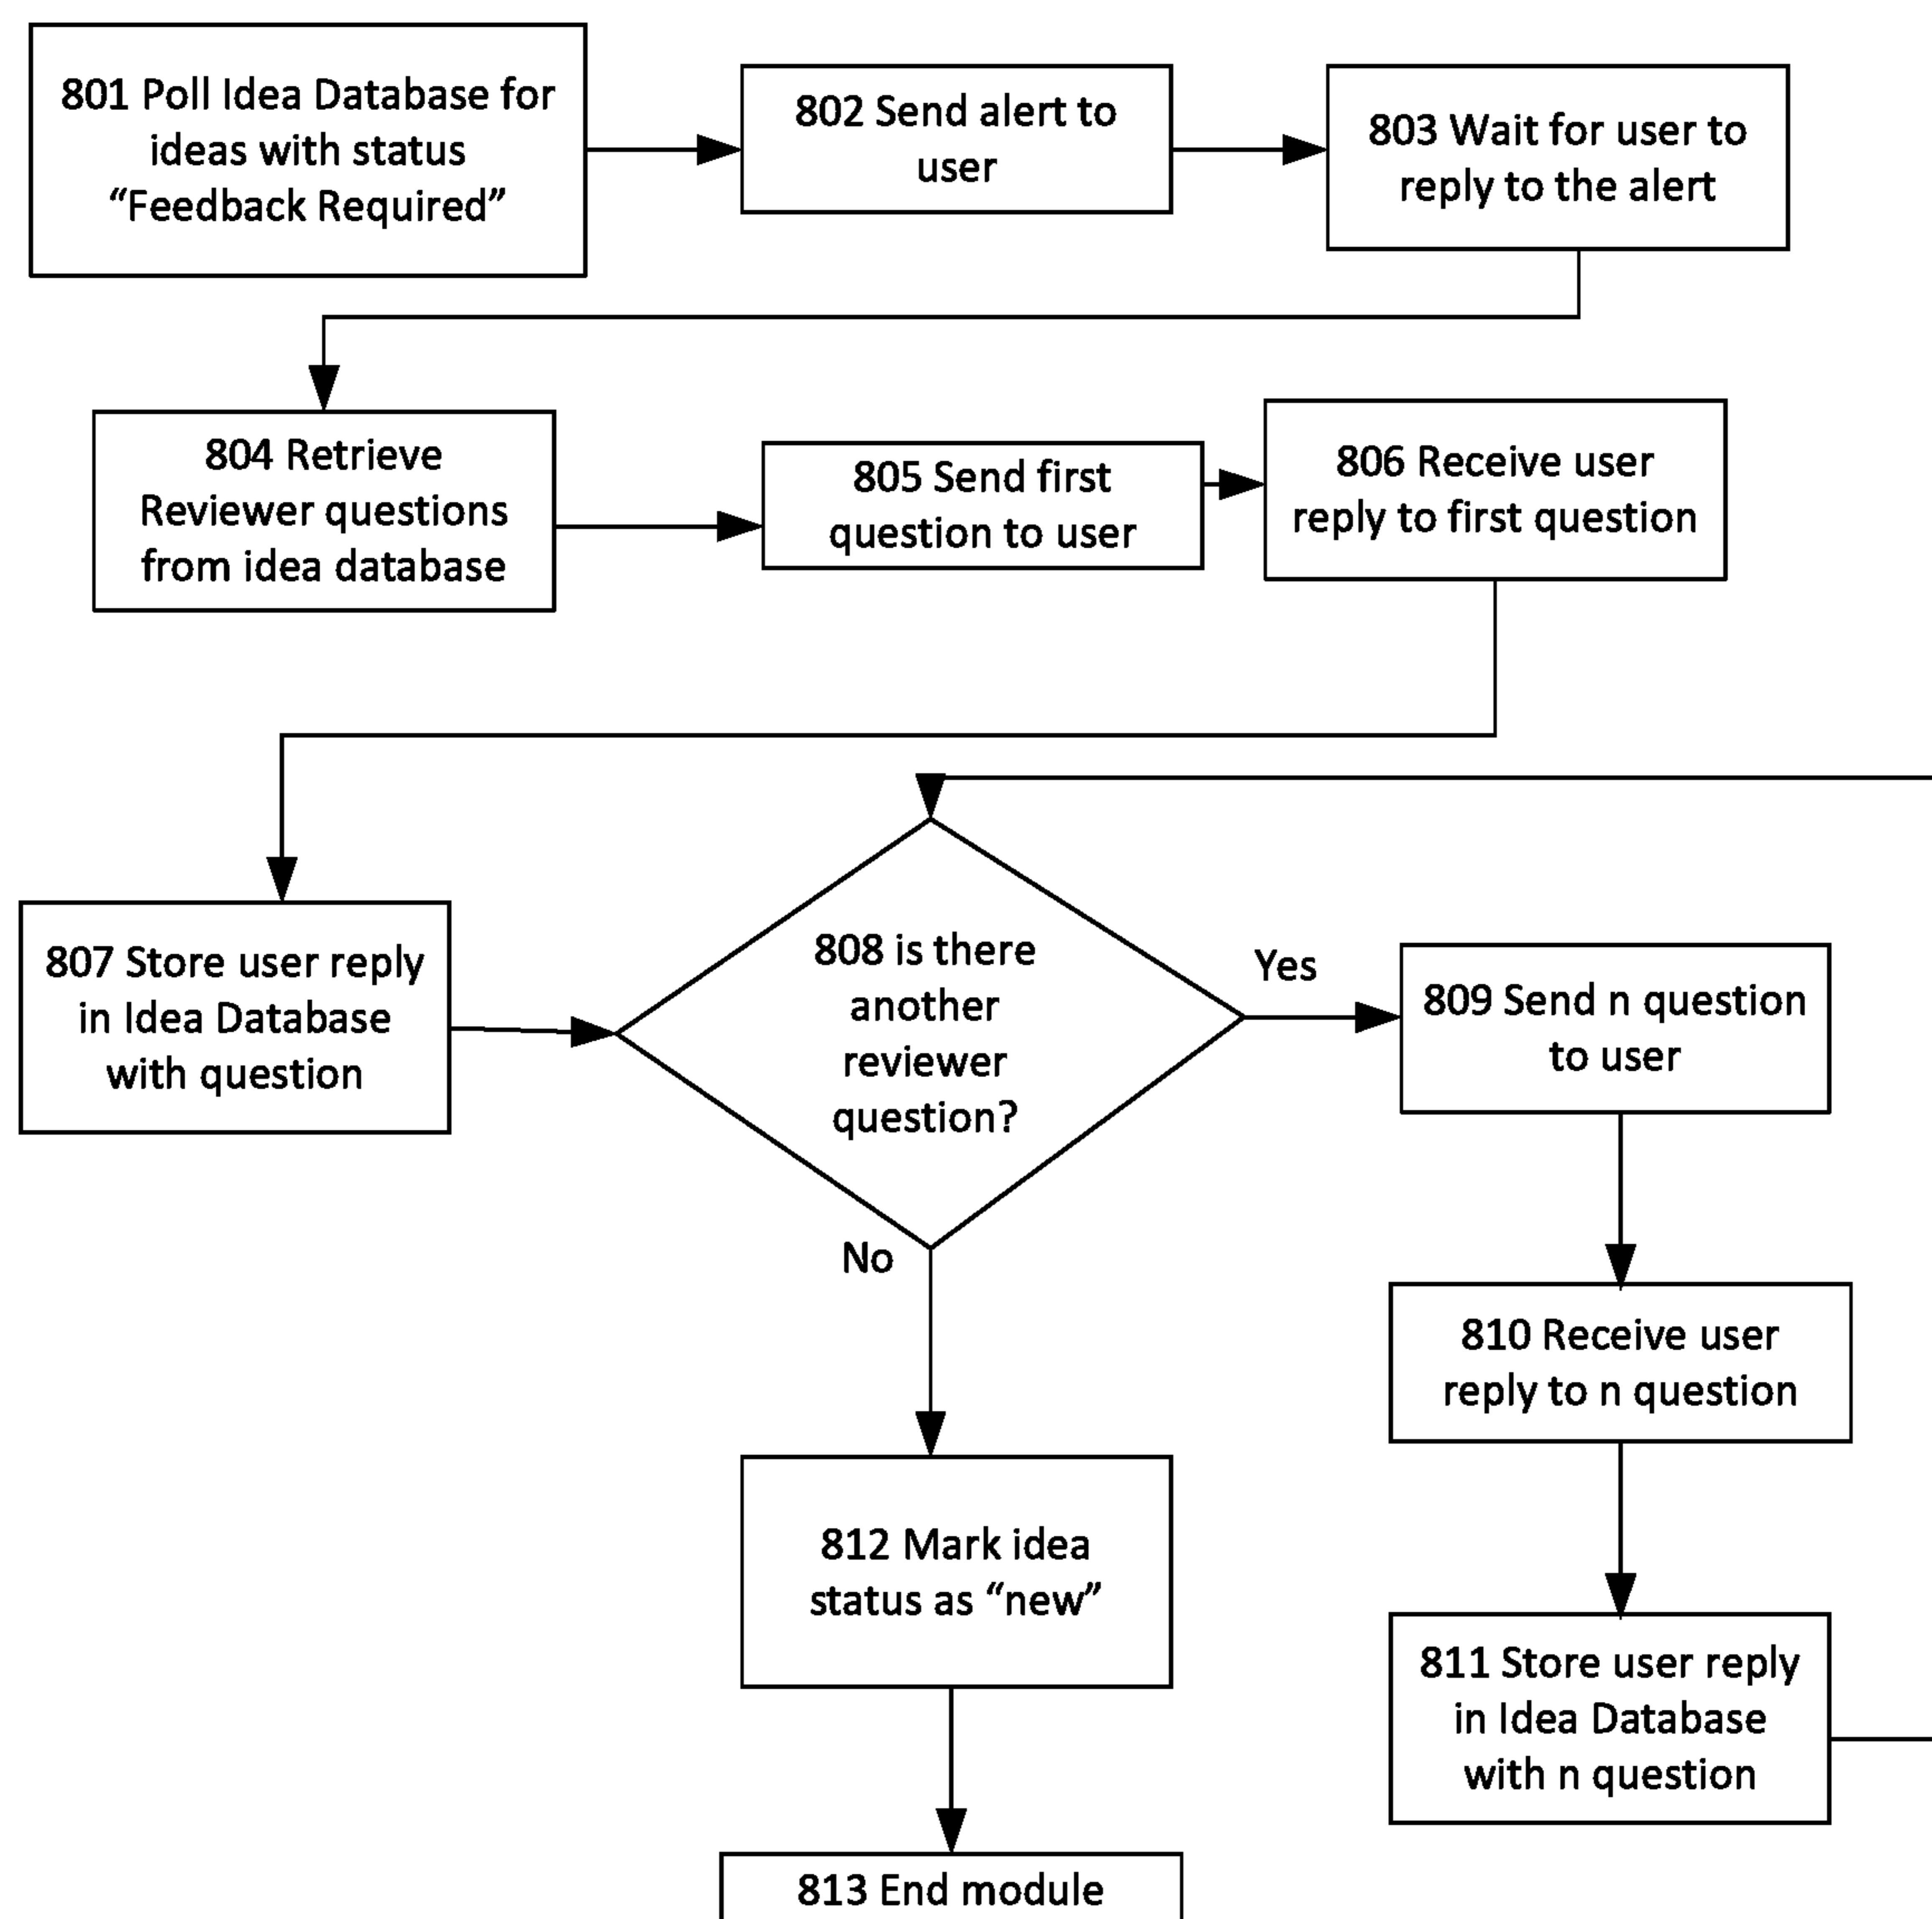 801 Poll Idea Database for
ideas with status
“Feedback Required”
802 Send alert to
user
803 Wait for user to
reply to the alert
804 Retrieve
Reviewer questions
from idea database
805 Send first
question to user
806 Receive user
reply to first question
807 Store user reply
in Idea Database
with question
808 is there
another
reviewer
question?
Yes
809 Send n question
to user
No
810 Receive user
reply to n question
812 Mark idea
status as “new”
811 Store user reply
in Idea Database
with n question
813 End module